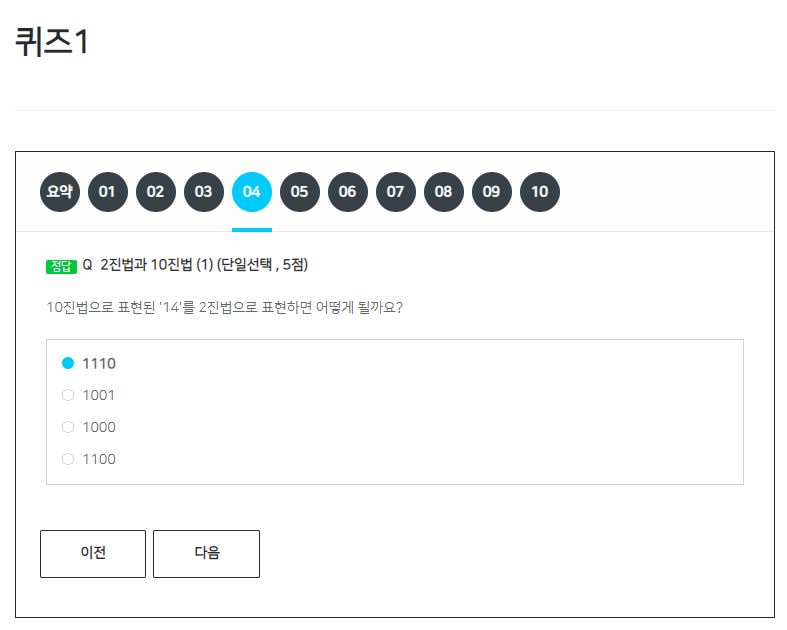 퀴즈1
요약 01 02 03 04 05 06 07 08 09 10
정답 Q 2진법과 10진법 (1) (단일선택 , 5점)
10진법으로 표현된 '14'를 2진법으로 표현하면 어떻게 될까요?
1110
1001
1000
1100
이전 다음